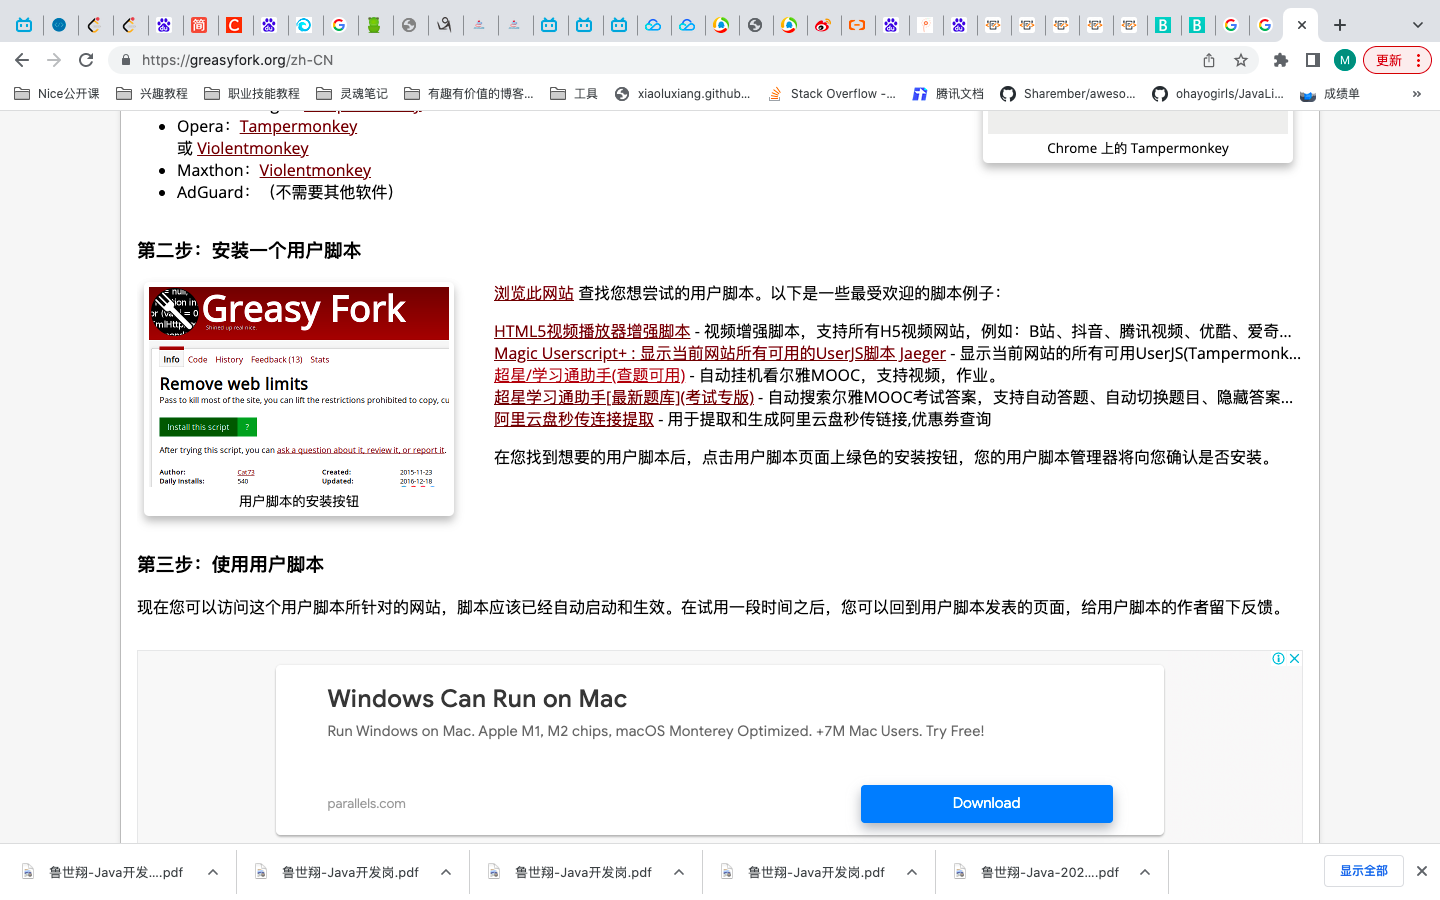 https://greasyfork.org/zh-CN
M
更新
Nice公开课
兴趣教程
职业技能教程
灵魂笔记
有趣有价值的博客...
工具
xiaoluxiang.github...
Stack Overflow -...
腾讯文档
Sharember/aweso...
ohayogirls/JavaLi...
成绩单
»
Opera：Tampermonkey
或 Violentmonkey
Maxthon：Violentmonkey
AdGuard：（不需要其他软件）
Chrome 上的 Tampermonkey
第二步：安装一个用户脚本
Greasy Fork
Shined up real nice.
Info Code History Feedback (13) Stats
Remove web limits
Pass to kill most of the site, you can lift the restrictions prohibited to copy, cu
Install this script ?
After trying this script, you can ask a question about it, review it, or report it.
Author: Cat73 Created: 2015-11-23
Daily Installs: 540 Updated: 2016-12-18
用户脚本的安装按钮
浏览此网站 查找您想尝试的用户脚本。以下是一些最受欢迎的脚本例子：
HTML5视频播放器增强脚本 - 视频增强脚本，支持所有H5视频网站，例如：B站、抖音、腾讯视频、优酷、爱奇...
Magic Userscript+ : 显示当前网站所有可用的UserJS脚本 Jaeger - 显示当前网站的所有可用UserJS(Tampermonk...
超星/学习通助手(查题可用) - 自动挂机看尔雅MOOC，支持视频，作业。
超星学习通助手[最新题库](考试专版) - 自动搜索尔雅MOOC考试答案，支持自动答题、自动切换题目、隐藏答案...
阿里云盘秒传连接提取 - 用于提取和生成阿里云盘秒传链接,优惠券查询
在您找到想要的用户脚本后，点击用户脚本页面上绿色的安装按钮，您的用户脚本管理器将向您确认是否安装。
第三步：使用用户脚本
现在您可以访问这个用户脚本所针对的网站，脚本应该已经自动启动和生效。在试用一段时间之后，您可以回到用户脚本发表的页面，给用户脚本的作者留下反馈。
Windows Can Run on Mac
Run Windows on Mac. Apple M1, M2 chips, macOS Monterey Optimized. +7M Mac Users. Try Free!
parallels.com
Download
鲁世翔-Java开发....pdf
鲁世翔-Java开发岗.pdf
鲁世翔-Java开发岗.pdf
鲁世翔-Java开发岗.pdf
鲁世翔-Java-202....pdf
显示全部